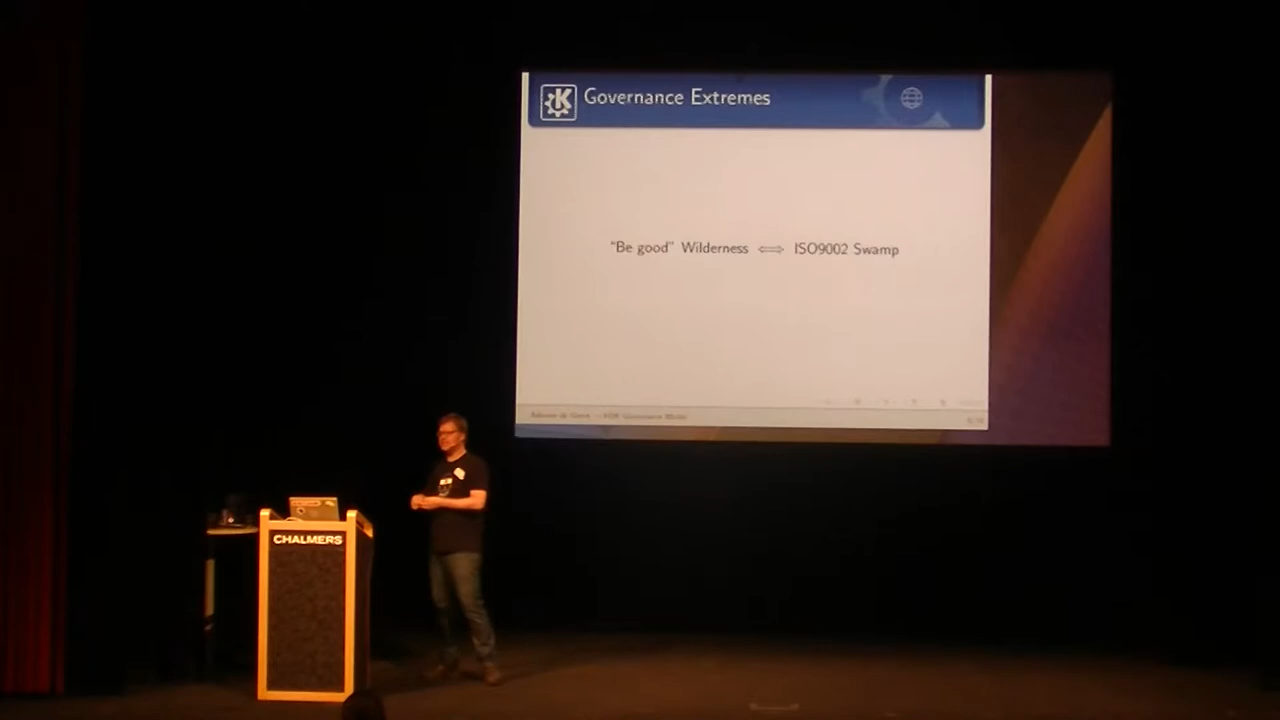 K
Governance Extremes
"Be good" Wilderness ⟺ ISO9002 Swamp
CHALMERS